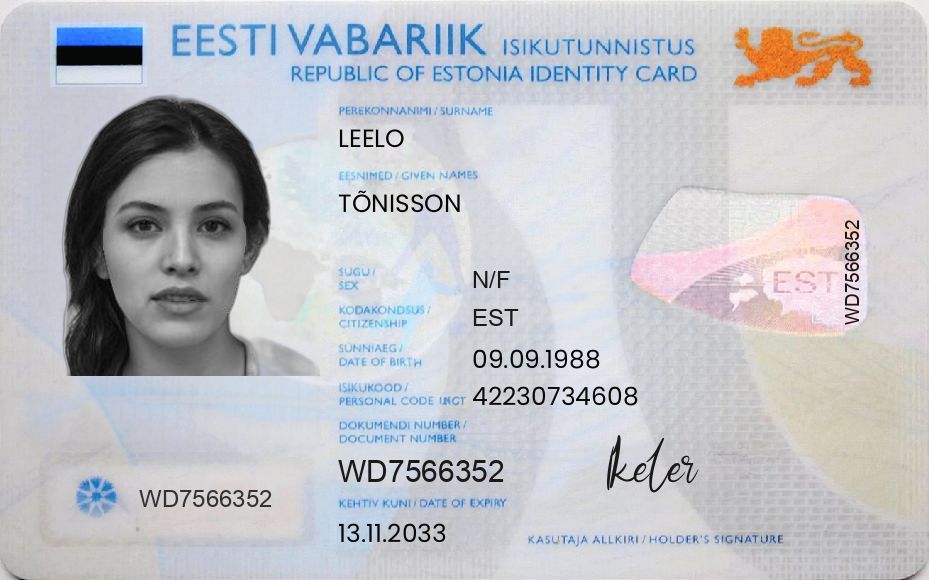 EESTI VABARIIK ISIKUTUNNISTUS
REPUBLIC OF ESTONIA IDENTITY CARD
PEREKONNANIMI / SURNAME
LEELO
EESNIMED / GIVEN NAMES
TÕNISSON
SUGU /
SEX
N/F
KODAKONDSUS /
CITIZENSHIP
EST
SÜNNIAEG /
DATE OF BIRTH
09.09.1988
ISIKUKOOD /
PERSONAL CODE
42230734608
DOKUMENDI NUMBER /
DOCUMENT NUMBER
WD7566352
KEHTIV KUNI / DATE OF EXPIRY
13.11.2033
WD7566352
EST
WD7566352
KASUTAJA ALLKIRI / HOLDER'S SIGNATURE